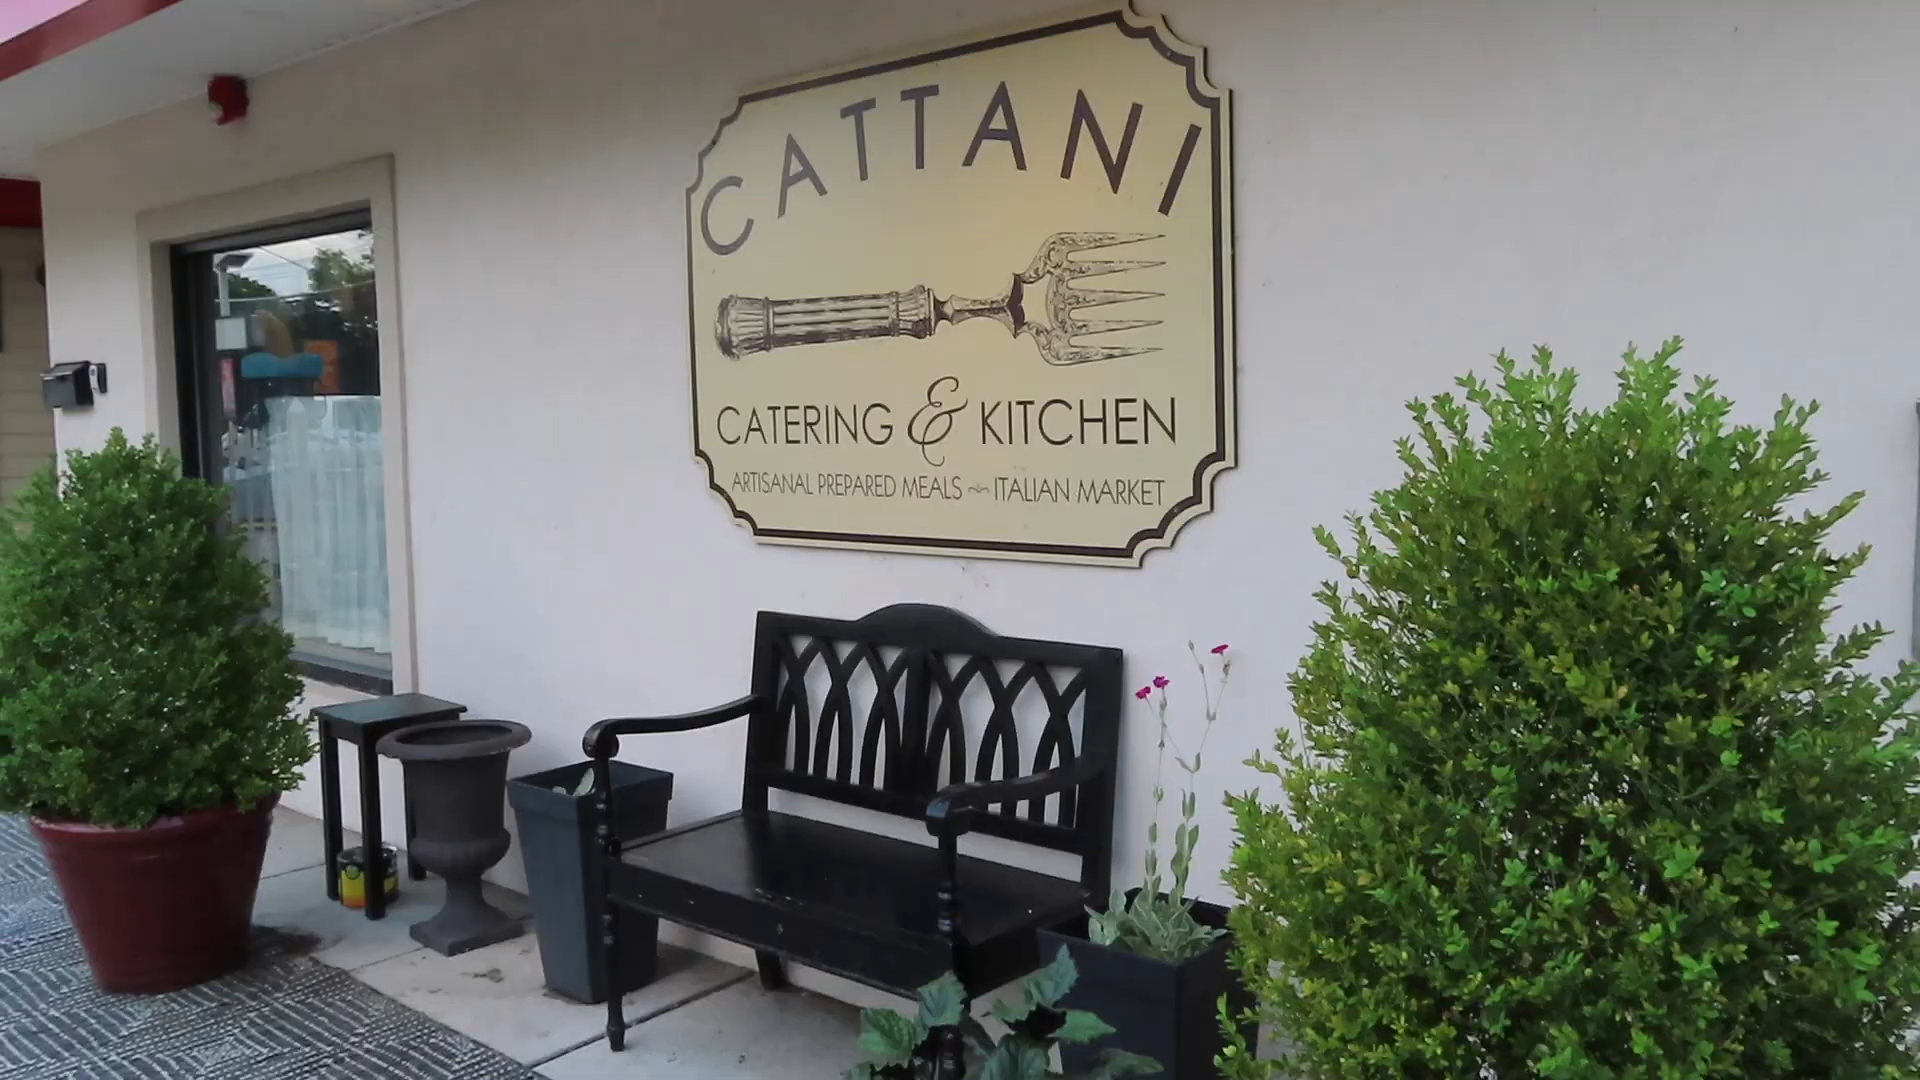 CATTANI
CATERING & KITCHEN
ARTISANAL PREPARED MEALS ~ ITALIAN MARKET